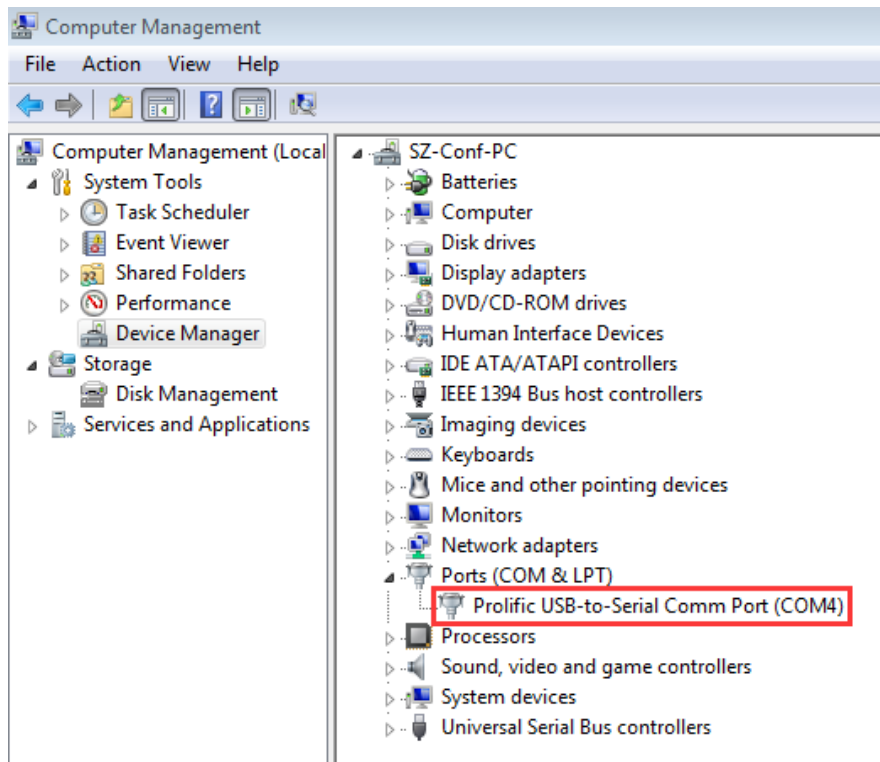 Computer Management
File Action View Help
Computer Management (Local
System Tools
Task Scheduler
Event Viewer
Shared Folders
Performance
Device Manager
Storage
Disk Management
Services and Applications
SZ-Conf-PC
Batteries
Computer
Disk drives
Display adapters
DVD/CD-ROM drives
Human Interface Devices
IDE ATA/ATAPI controllers
IEEE 1394 Bus host controllers
Imaging devices
Keyboards
Mice and other pointing devices
Monitors
Network adapters
Ports (COM & LPT)
Prolific USB-to-Serial Comm Port (COM4)
Processors
Sound, video and game controllers
System devices
Universal Serial Bus controllers